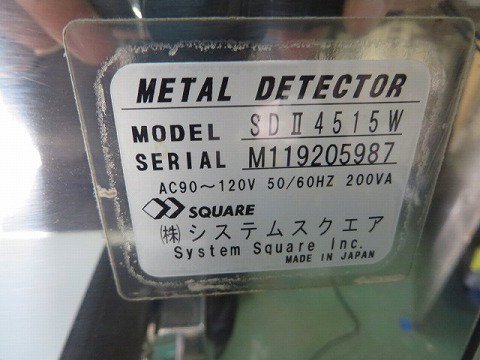 METAL DETECTOR
MODEL SDⅡ4515W
SERIAL M119205987
AC90～120V 50/60HZ 200VA
SQUARE
㈱システムスクエア
System Square Inc.
MADE IN JAPAN